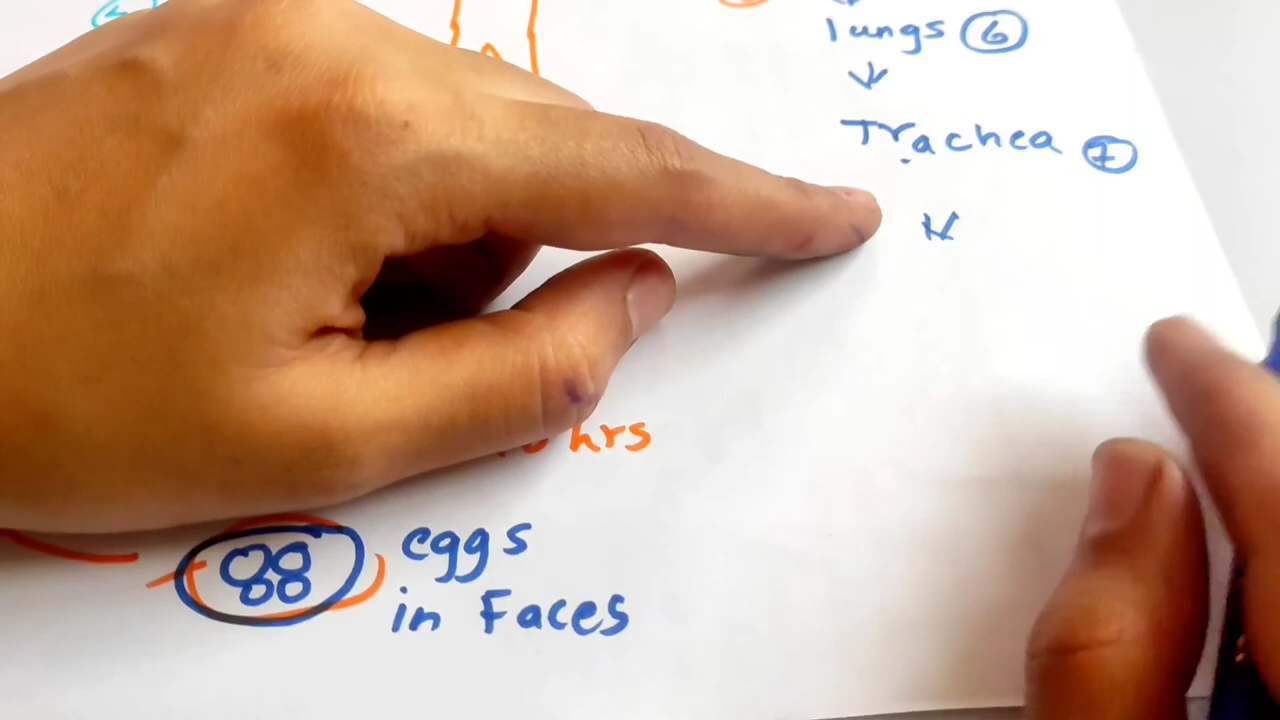 lungs 6
Trachea 7
hrs
eggs
in Faces